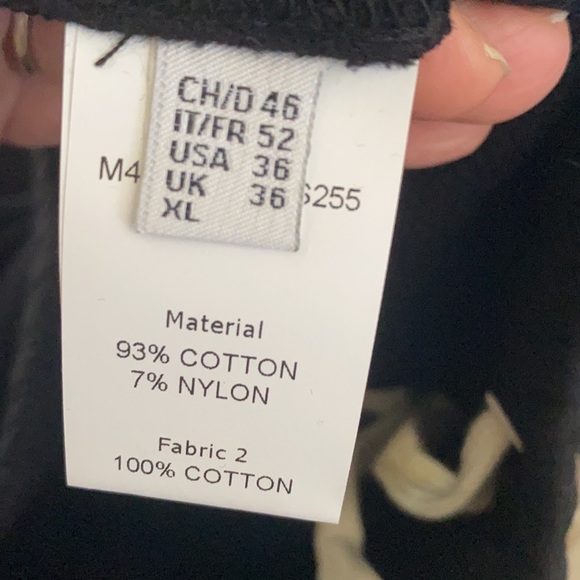 CH/D 46
IT/FR 52
USA 36
UK 36
XL
M4
S255
Material
93% COTTON
7% NYLON
Fabric 2
100% COTTON